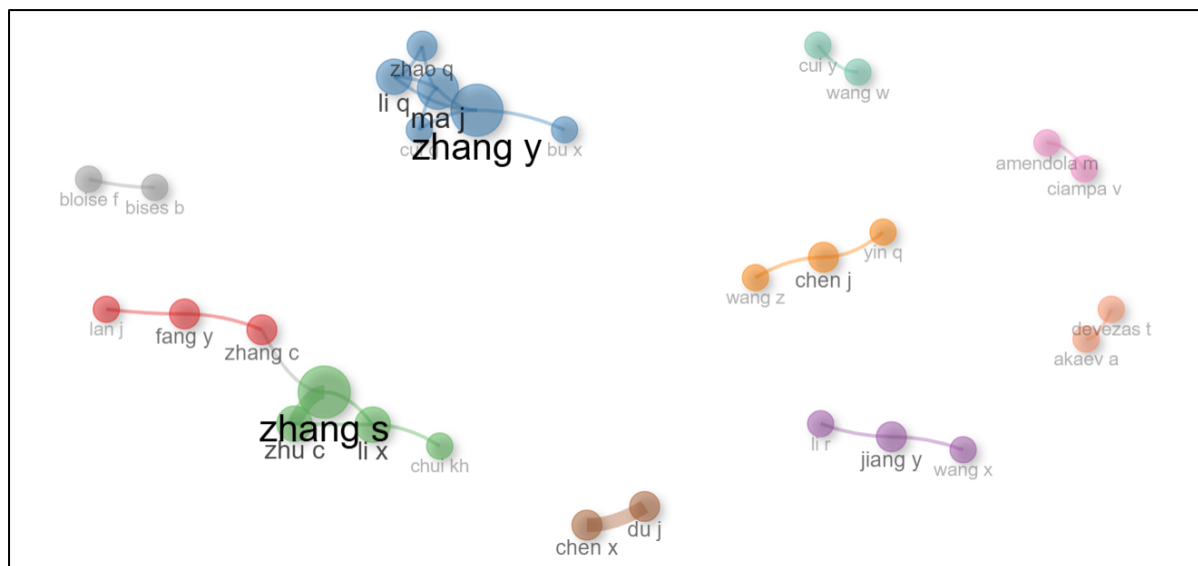 zhao q
cui y
li q
wang w
ma j
zhang y
bu x
amendola m
ciampa v
bloise f
bises b
yin q
chen j
wang z
lan j
fang y
zhang c
devezas t
akaev a
zhang s
zhu c
li x
chui kh
li r
jiang y
wang x
du j
chen x